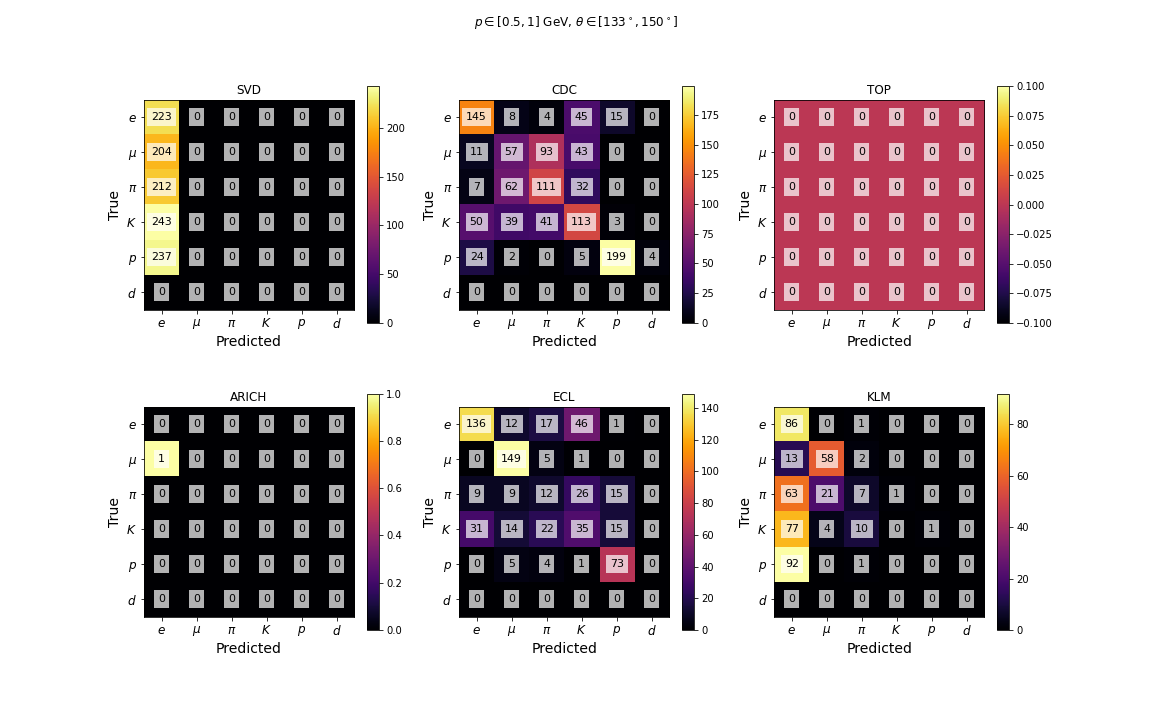 p ∈ [0.5, 1] GeV, θ ∈ [133°, 150°]
SVD
e 223 0 0 0 0 0
μ 204 0 0 0 0 0
π 212 0 0 0 0 0
K 243 0 0 0 0 0
p 237 0 0 0 0 0
d 0 0 0 0 0 0
e μ π K p d
True
Predicted
200
150
100
50
0
CDC
e 145 8 4 45 15 0
μ 11 57 93 43 0 0
π 7 62 111 32 0 0
K 50 39 41 113 3 0
p 24 2 0 5 199 4
d 0 0 0 0 0 0
e μ π K p d
True
Predicted
175
150
125
100
75
50
25
0
TOP
e 0 0 0 0 0 0
μ 0 0 0 0 0 0
π 0 0 0 0 0 0
K 0 0 0 0 0 0
p 0 0 0 0 0 0
d 0 0 0 0 0 0
e μ π K p d
True
Predicted
0.100
0.075
0.050
0.025
0.000
−0.025
−0.050
−0.075
−0.100
ARICH
e 0 0 0 0 0 0
μ 1 0 0 0 0 0
π 0 0 0 0 0 0
K 0 0 0 0 0 0
p 0 0 0 0 0 0
d 0 0 0 0 0 0
e μ π K p d
True
Predicted
1.0
0.8
0.6
0.4
0.2
0.0
ECL
e 136 12 17 46 1 0
μ 0 149 5 1 0 0
π 9 9 12 26 15 0
K 31 14 22 35 15 0
p 0 5 4 1 73 0
d 0 0 0 0 0 0
e μ π K p d
True
Predicted
140
120
100
80
60
40
20
0
KLM
e 86 0 1 0 0 0
μ 13 58 2 0 0 0
π 63 21 7 1 0 0
K 77 4 10 0 1 0
p 92 0 1 0 0 0
d 0 0 0 0 0 0
e μ π K p d
True
Predicted
80
60
40
20
0